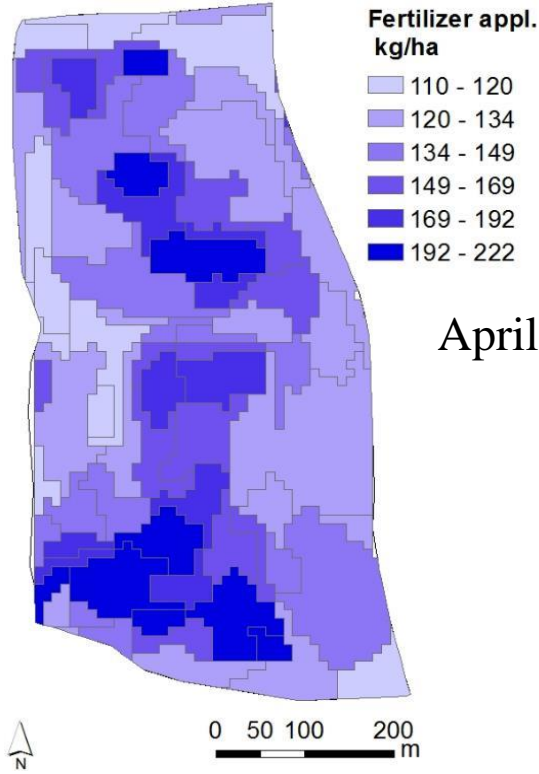 Fertilizer appl.
kg/ha
110 - 120
120 - 134
134 - 149
149 - 169
169 - 192
192 - 222
April
N
0 50 100 200
m